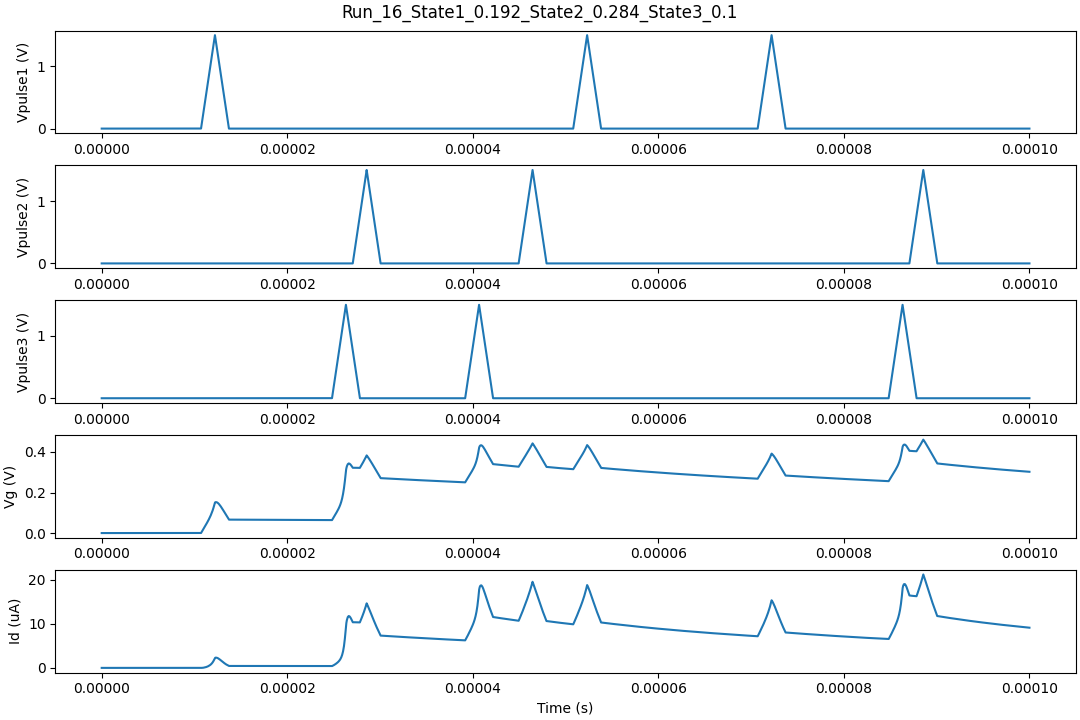 Run_16_State1_0.192_State2_0.284_State3_0.1
Vpulse1 (V)
1
0
0.00000 0.00002 0.00004 0.00006 0.00008 0.00010
Vpulse2 (V)
1
0
0.00000 0.00002 0.00004 0.00006 0.00008 0.00010
Vpulse3 (V)
1
0
0.00000 0.00002 0.00004 0.00006 0.00008 0.00010
Vg (V)
0.4
0.2
0.0
0.00000 0.00002 0.00004 0.00006 0.00008 0.00010
Id (uA)
20
10
0
0.00000 0.00002 0.00004 0.00006 0.00008 0.00010
Time (s)